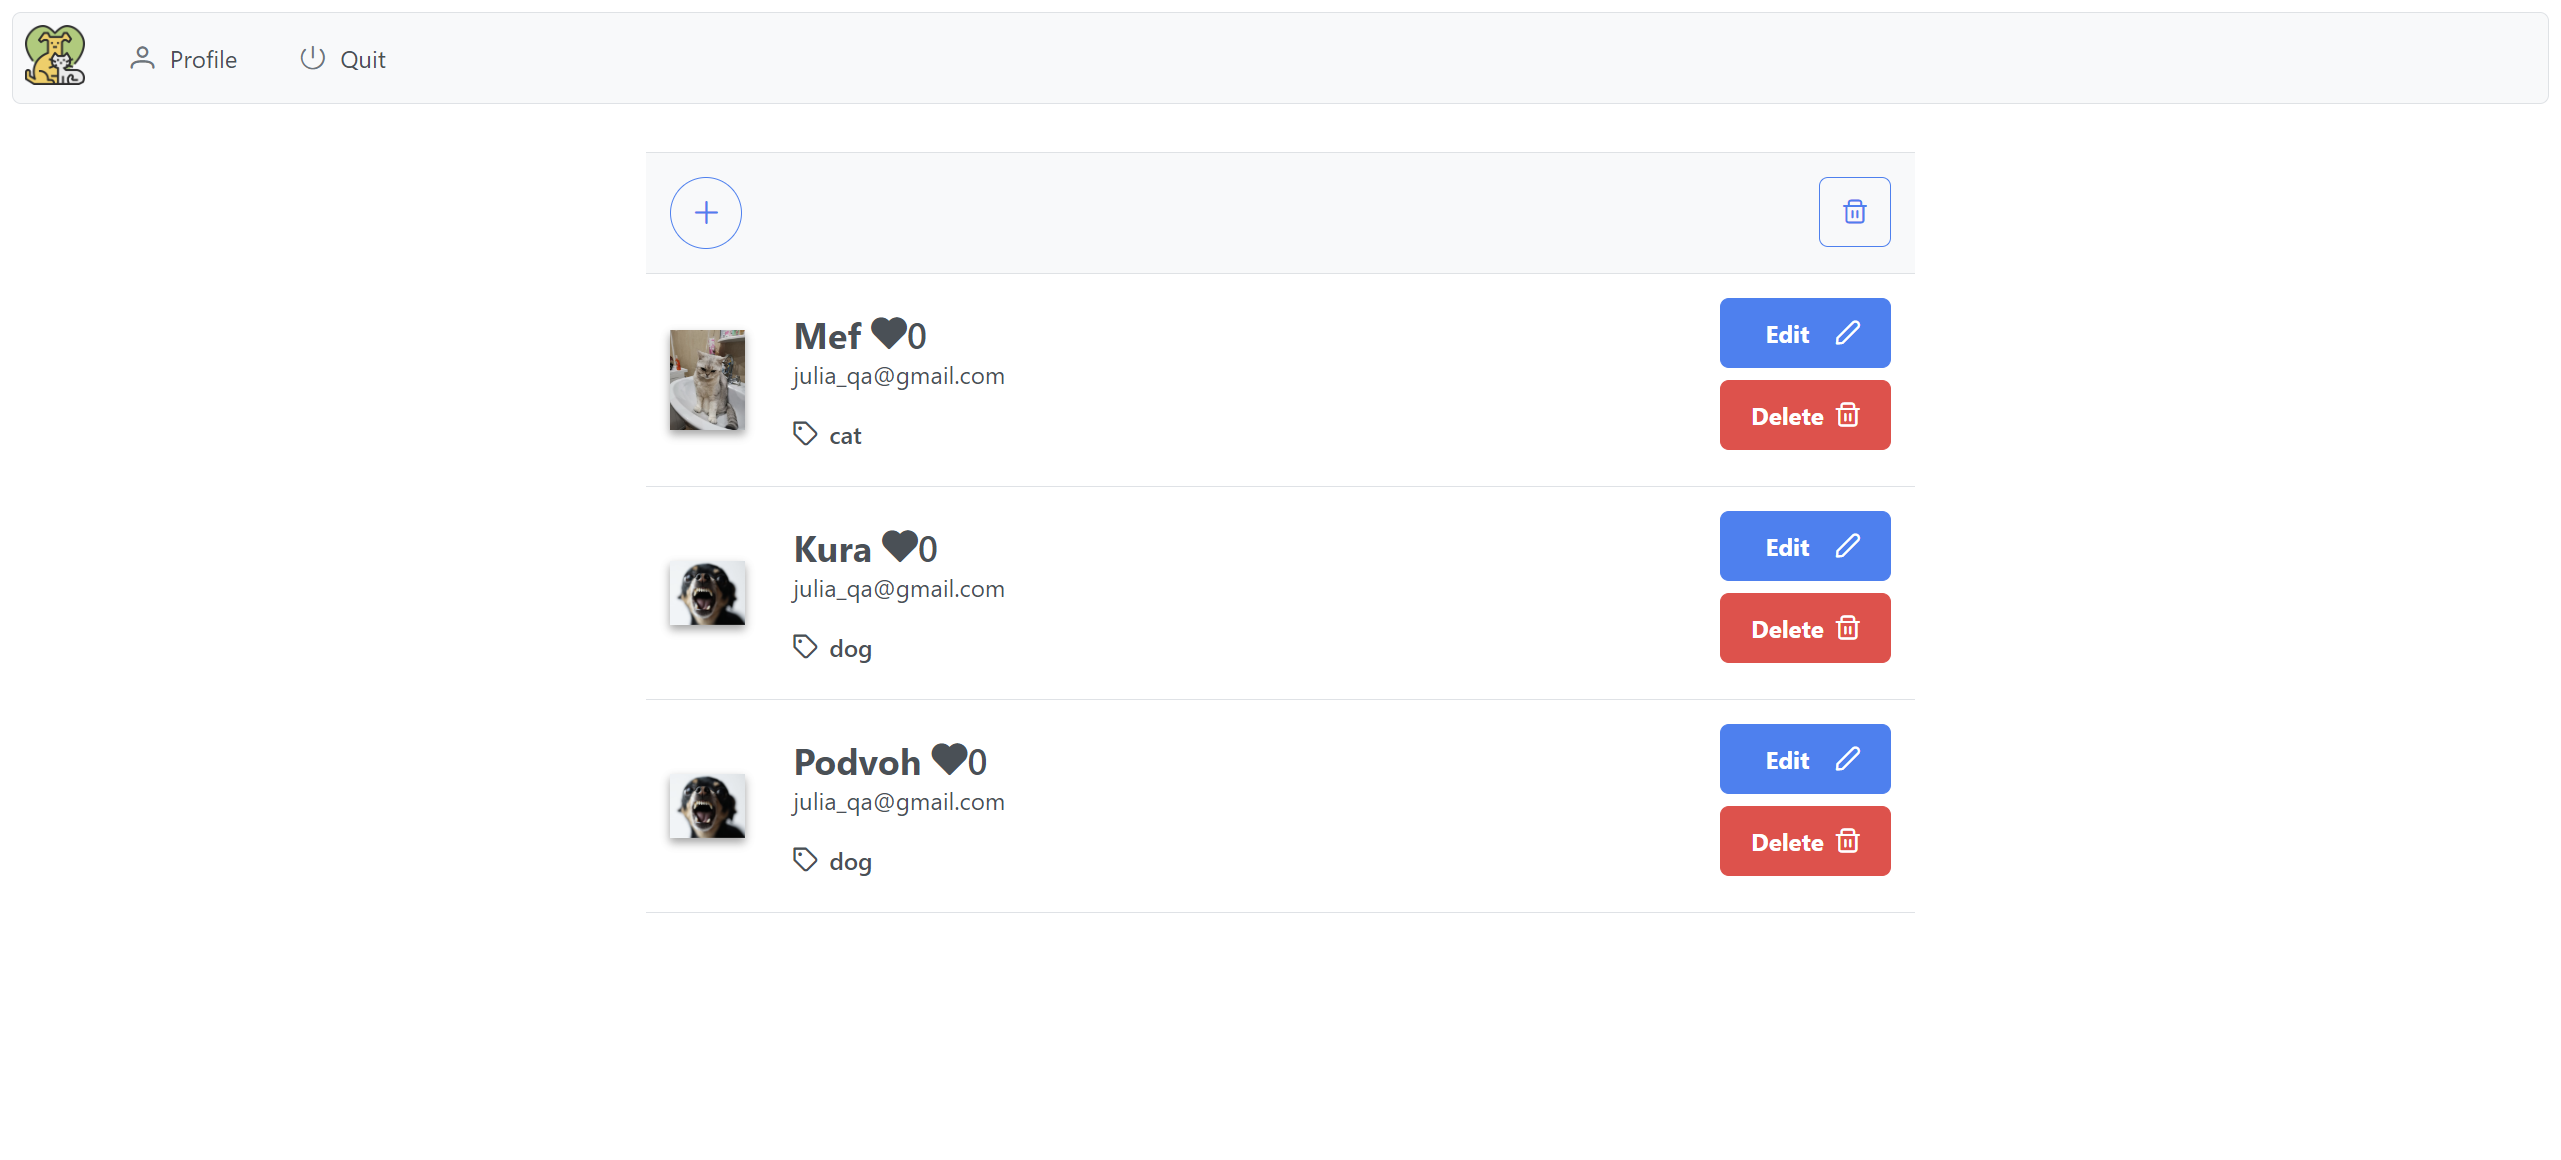 Profile
Quit
Mef 0
julia_qa@gmail.com
cat
Edit
Delete
Kura 0
julia_qa@gmail.com
dog
Edit
Delete
Podvoh 0
julia_qa@gmail.com
dog
Edit
Delete